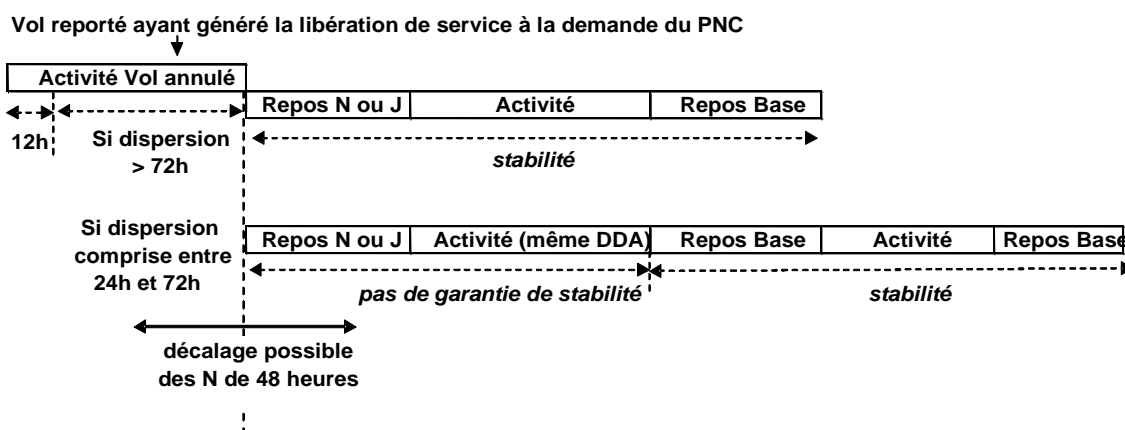 Vol reporté ayant généré la libération de service à la demande du PNC
Activité Vol annulé
Repos N ou J Activité Repos Base
12h
Si dispersion
> 72h
stabilité
Si dispersion
comprise entre
24h et 72h
Repos N ou J Activité (même DDA) Repos Base Activité Repos Base
pas de garantie de stabilité
stabilité
décalage possible
des N de 48 heures